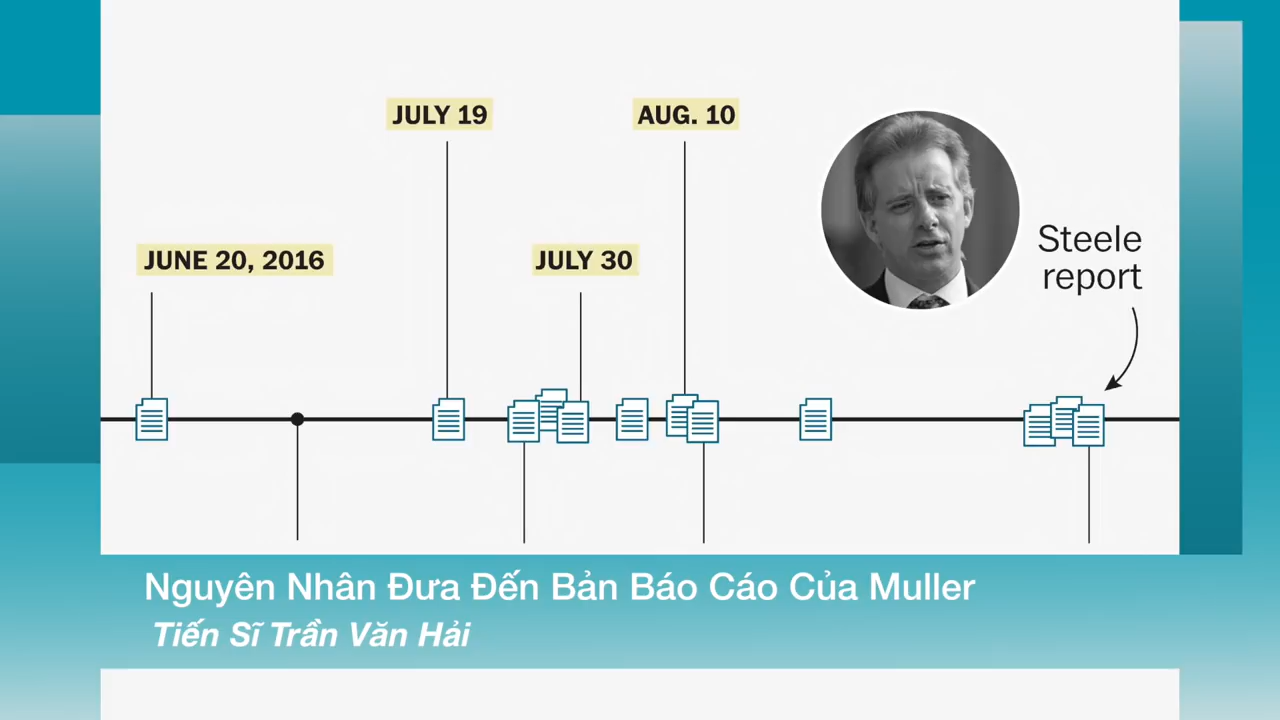 JULY 19
AUG. 10
JUNE 20, 2016
JULY 30
Steele
report
Nguyên Nhân Đưa Đến Bản Báo Cáo Của Muller
Tiến Sĩ Trần Văn Hải